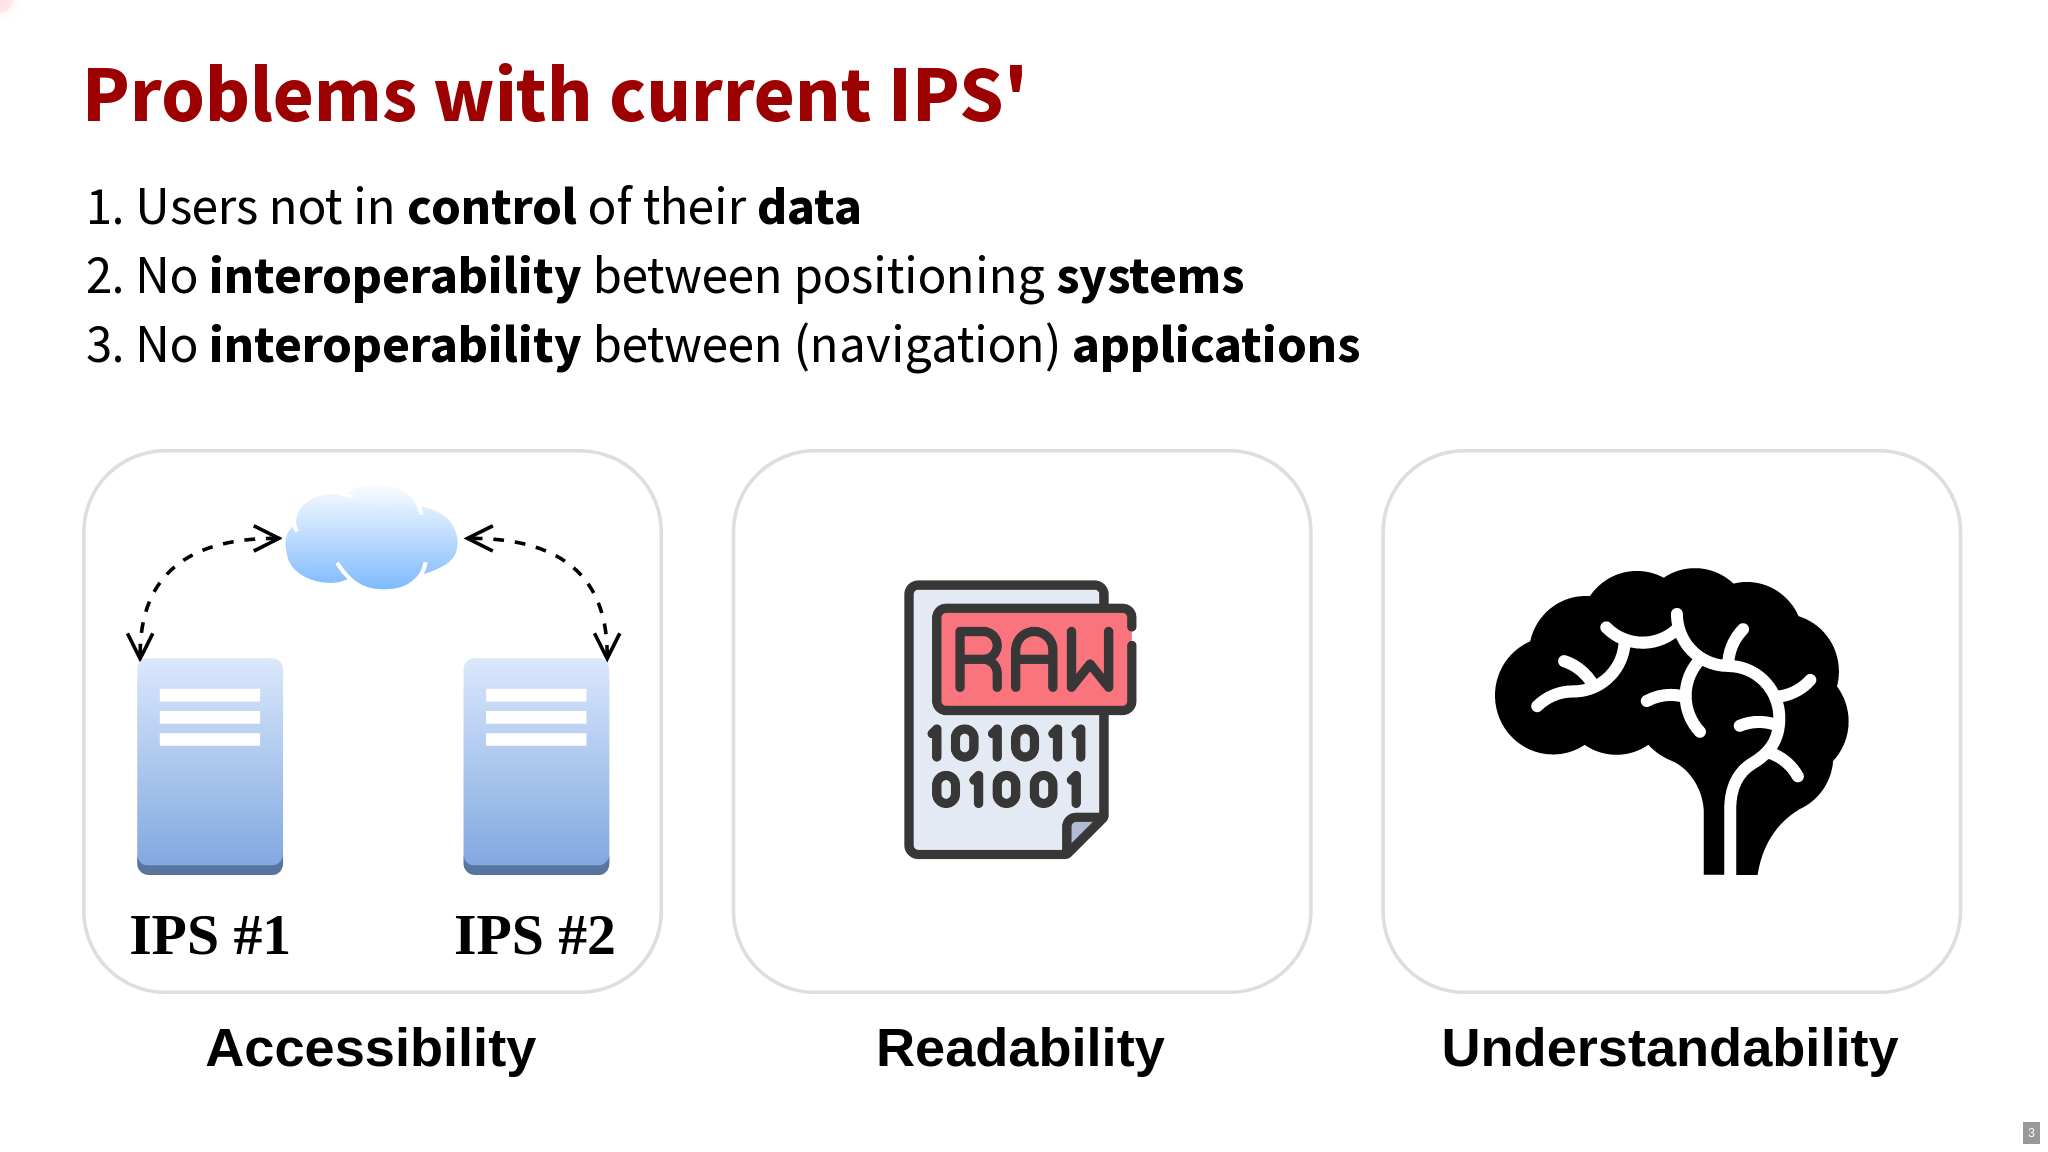 Problems with current IPS'
1. Users not in control of their data
2. No interoperability between positioning systems
3. No interoperability between (navigation) applications
RAW
101011
01001
IPS #1 IPS #2
Accessibility Readability Understandability
3